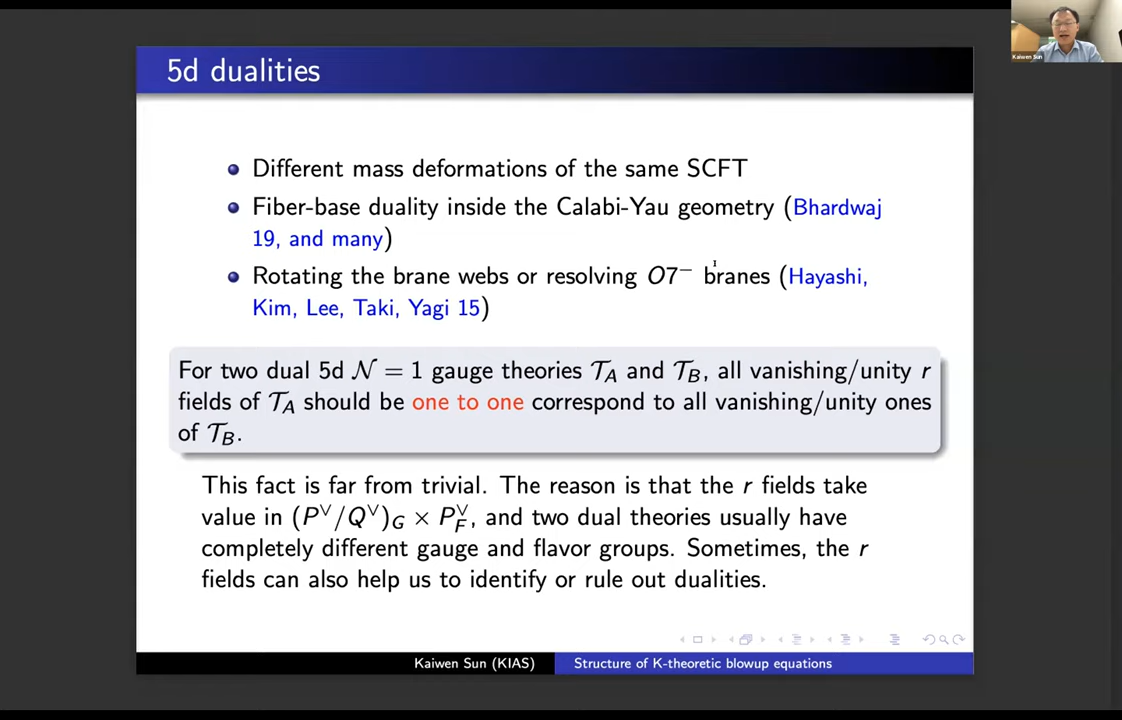 Kaiwen Sun
5d dualities
Different mass deformations of the same SCFT
Fiber-base duality inside the Calabi-Yau geometry (Bhardwaj
19, and many)
Rotating the brane webs or resolving O7⁻ branes (Hayashi,
Kim, Lee, Taki, Yagi 15)
For two dual 5d 𝒩 = 1 gauge theories 𝒯_A and 𝒯_B, all vanishing/unity r
fields of 𝒯_A should be one to one correspond to all vanishing/unity ones
of 𝒯_B.
This fact is far from trivial. The reason is that the r fields take
value in (P^∨/Q^∨)_G × P_F^∨, and two dual theories usually have
completely different gauge and flavor groups. Sometimes, the r
fields can also help us to identify or rule out dualities.
Kaiwen Sun (KIAS)
Structure of K-theoretic blowup equations